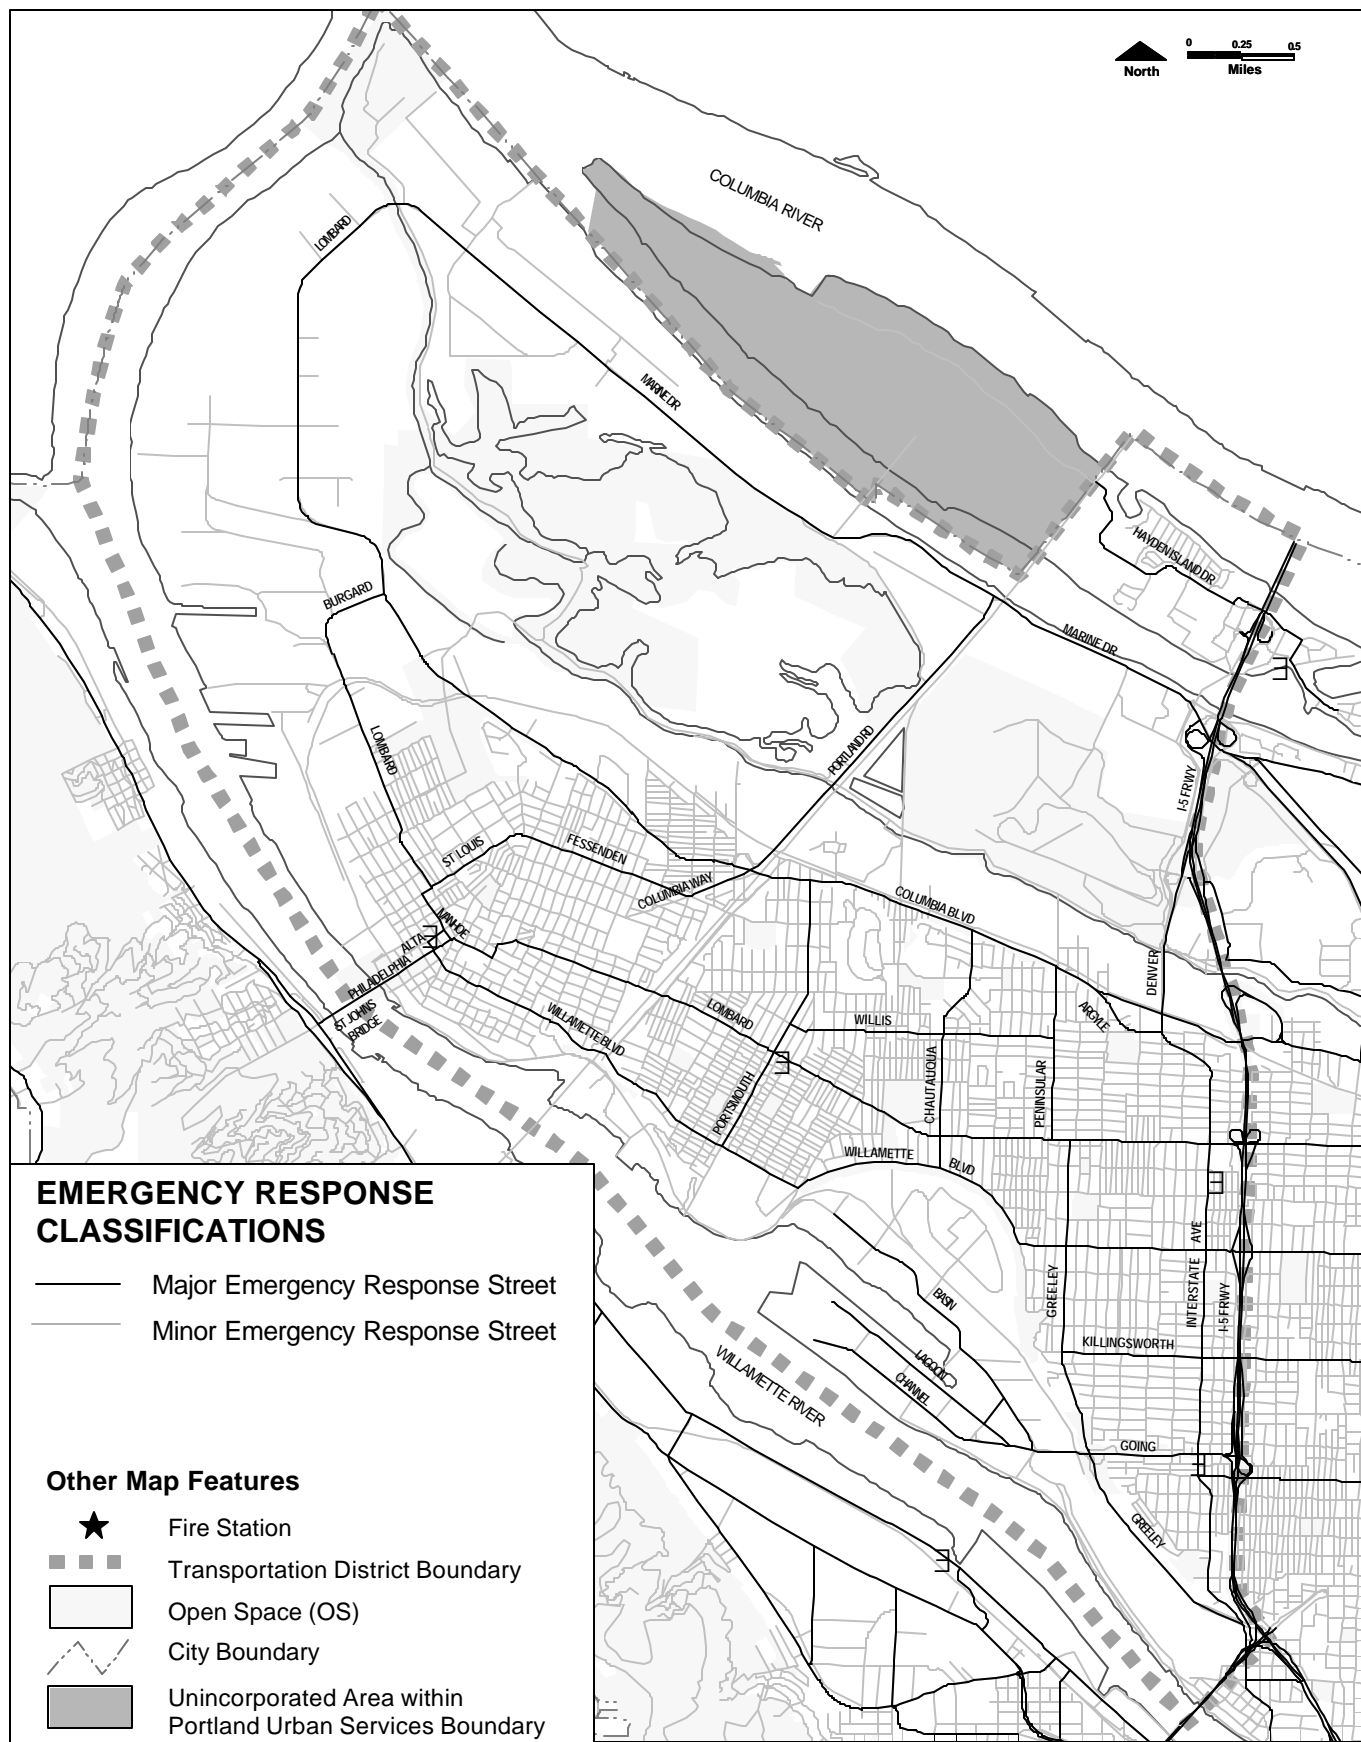 0 0.25 0.5
North
Miles
COLUMBIA RIVER
LOMBARD
MARINE DR
HAYDEN ISLAND DR
BURGARD
MARINE DR
LOMBARD
PORTLAND RD
I-5 FRWY
ST LOUIS
FESSENDEN
COLUMBIA WAY
COLUMBIA BLVD
IVANHOE
ALTA
PHILADELPHIA
DENVER
ST JOHNS
BRIDGE
WILLAMETTE BLVD
LOMBARD
WILLIS
ARGYLE
CHAUTAUQUA
PENINSULAR
PORTSMOUTH
WILLAMETTE
BLVD
EMERGENCY RESPONSE
CLASSIFICATIONS
Major Emergency Response Street
Minor Emergency Response Street
INTERSTATE AVE
I-5 FRWY
GREELEY
BASIN
KILLINGSWORTH
LAGOON
CHANNEL
WILLAMETTE RIVER
GOING
GREELEY
Other Map Features
Fire Station
Transportation District Boundary
Open Space (OS)
City Boundary
Unincorporated Area within
Portland Urban Services Boundary